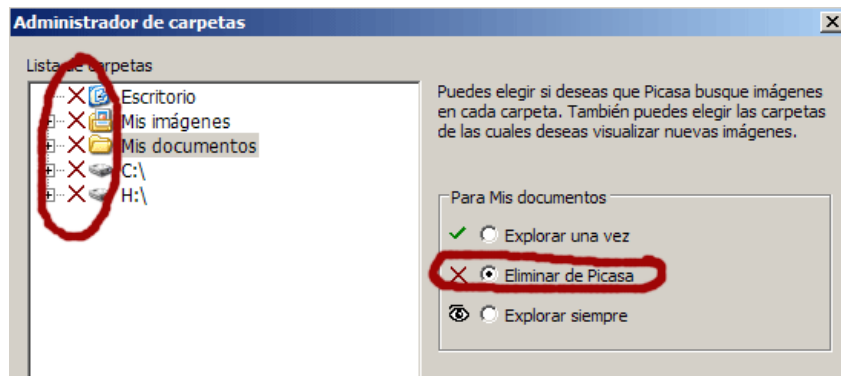 Administrador de carpetas
Lista de carpetas
Escritorio
Mis imágenes
Mis documentos
C:\
H:\
Puedes elegir si deseas que Picasa busque imágenes
en cada carpeta. También puedes elegir las carpetas
de las cuales deseas visualizar nuevas imágenes.
Para Mis documentos
Explorar una vez
Eliminar de Picasa
Explorar siempre